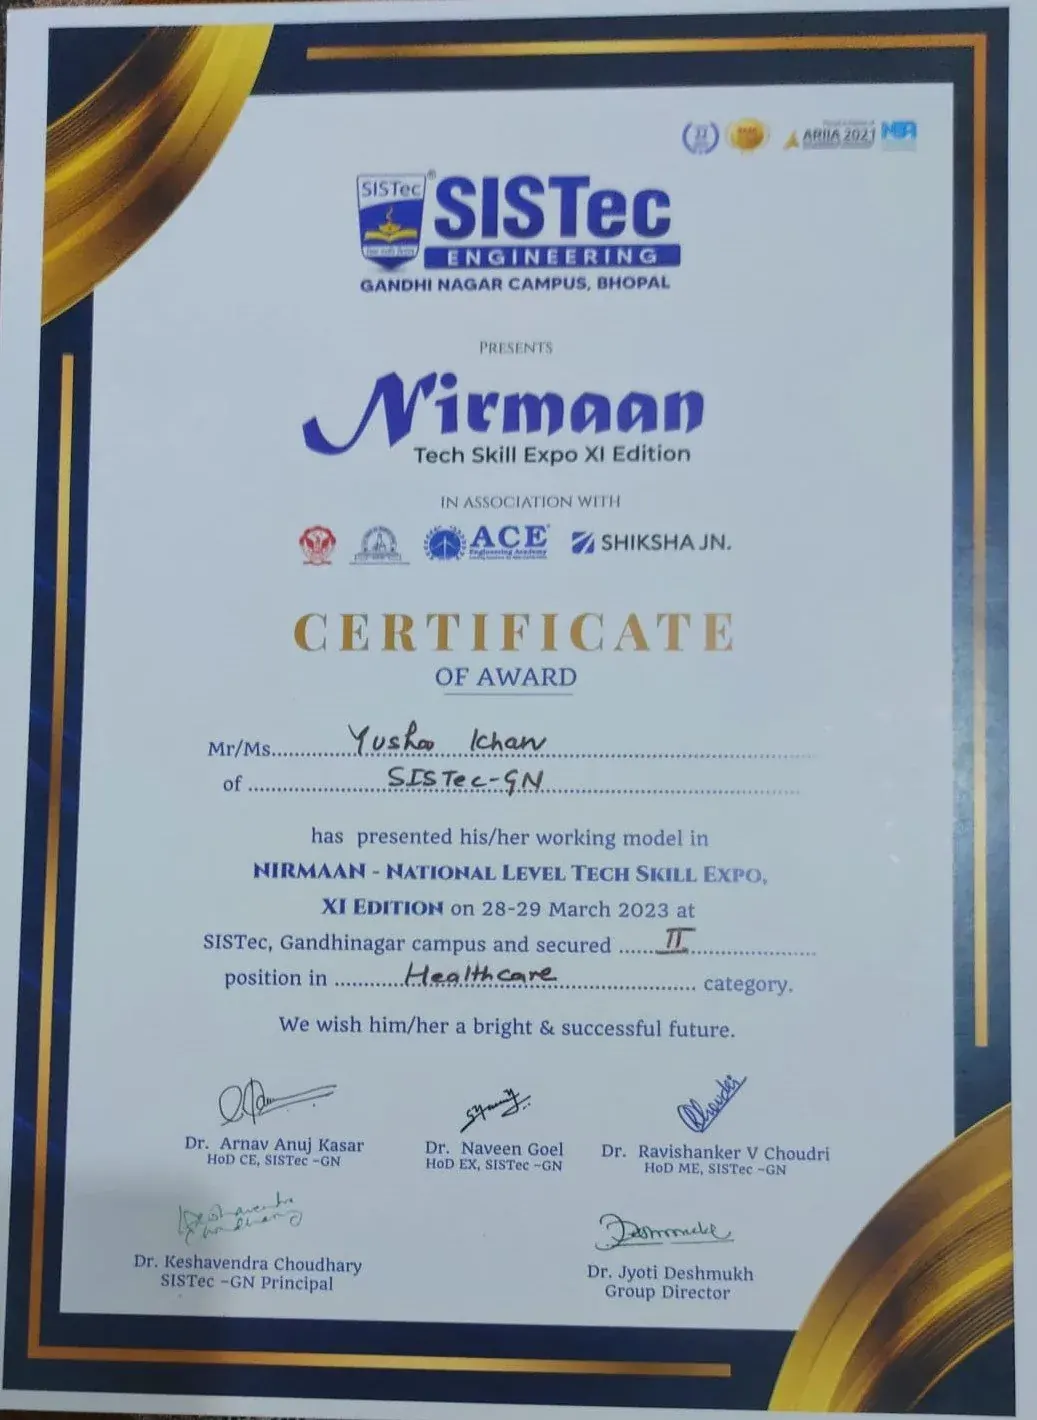 SISTec
SISTec
ENGINEERING
GANDHI NAGAR CAMPUS, BHOPAL
ARIIA 2021
PRESENTS
Nirmaan
Tech Skill Expo XI Edition
IN ASSOCIATION WITH
ACE
Engineering Academy
SHIKSHA JN.
CERTIFICATE
OF AWARD
Mr/Ms.............Khan
of ................SISTec-GN
has presented his/her working model in
NIRMAAN - NATIONAL LEVEL TECH SKILL EXPO,
XI EDITION on 28-29 March 2023 at
SISTec, Gandhinagar campus and secured ......II..................
position in ............Healthcare........................ category.
We wish him/her a bright & successful future.
Dr. Arnav Anuj Kasar
HoD CE, SISTec -GN
Dr. Naveen Goel
HoD EX, SISTec -GN
Choudri
Dr. Ravishanker V Choudri
HoD ME, SISTec -GN
Dr. Keshavendra Choudhary
SISTec -GN Principal
Dr. Jyoti Deshmukh
Group Director